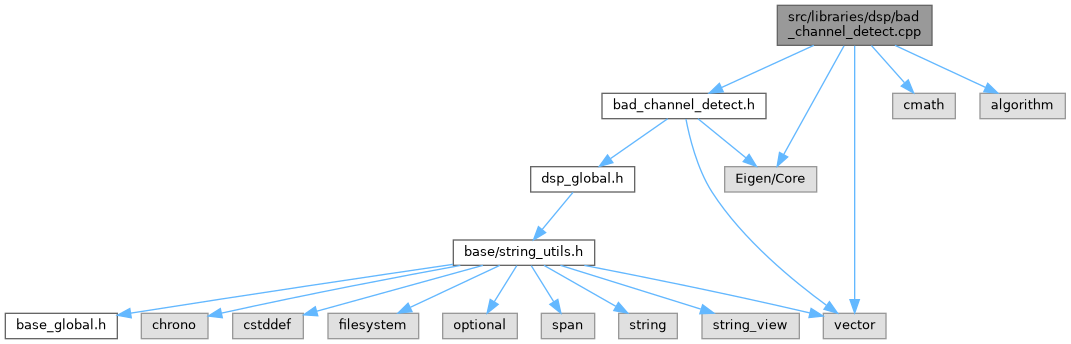 src/libraries/dsp/bad
_channel_detect.cpp
bad_channel_detect.h
cmath
algorithm
dsp_global.h
Eigen/Core
base/string_utils.h
base_global.h
chrono
cstddef
filesystem
optional
span
string
string_view
vector